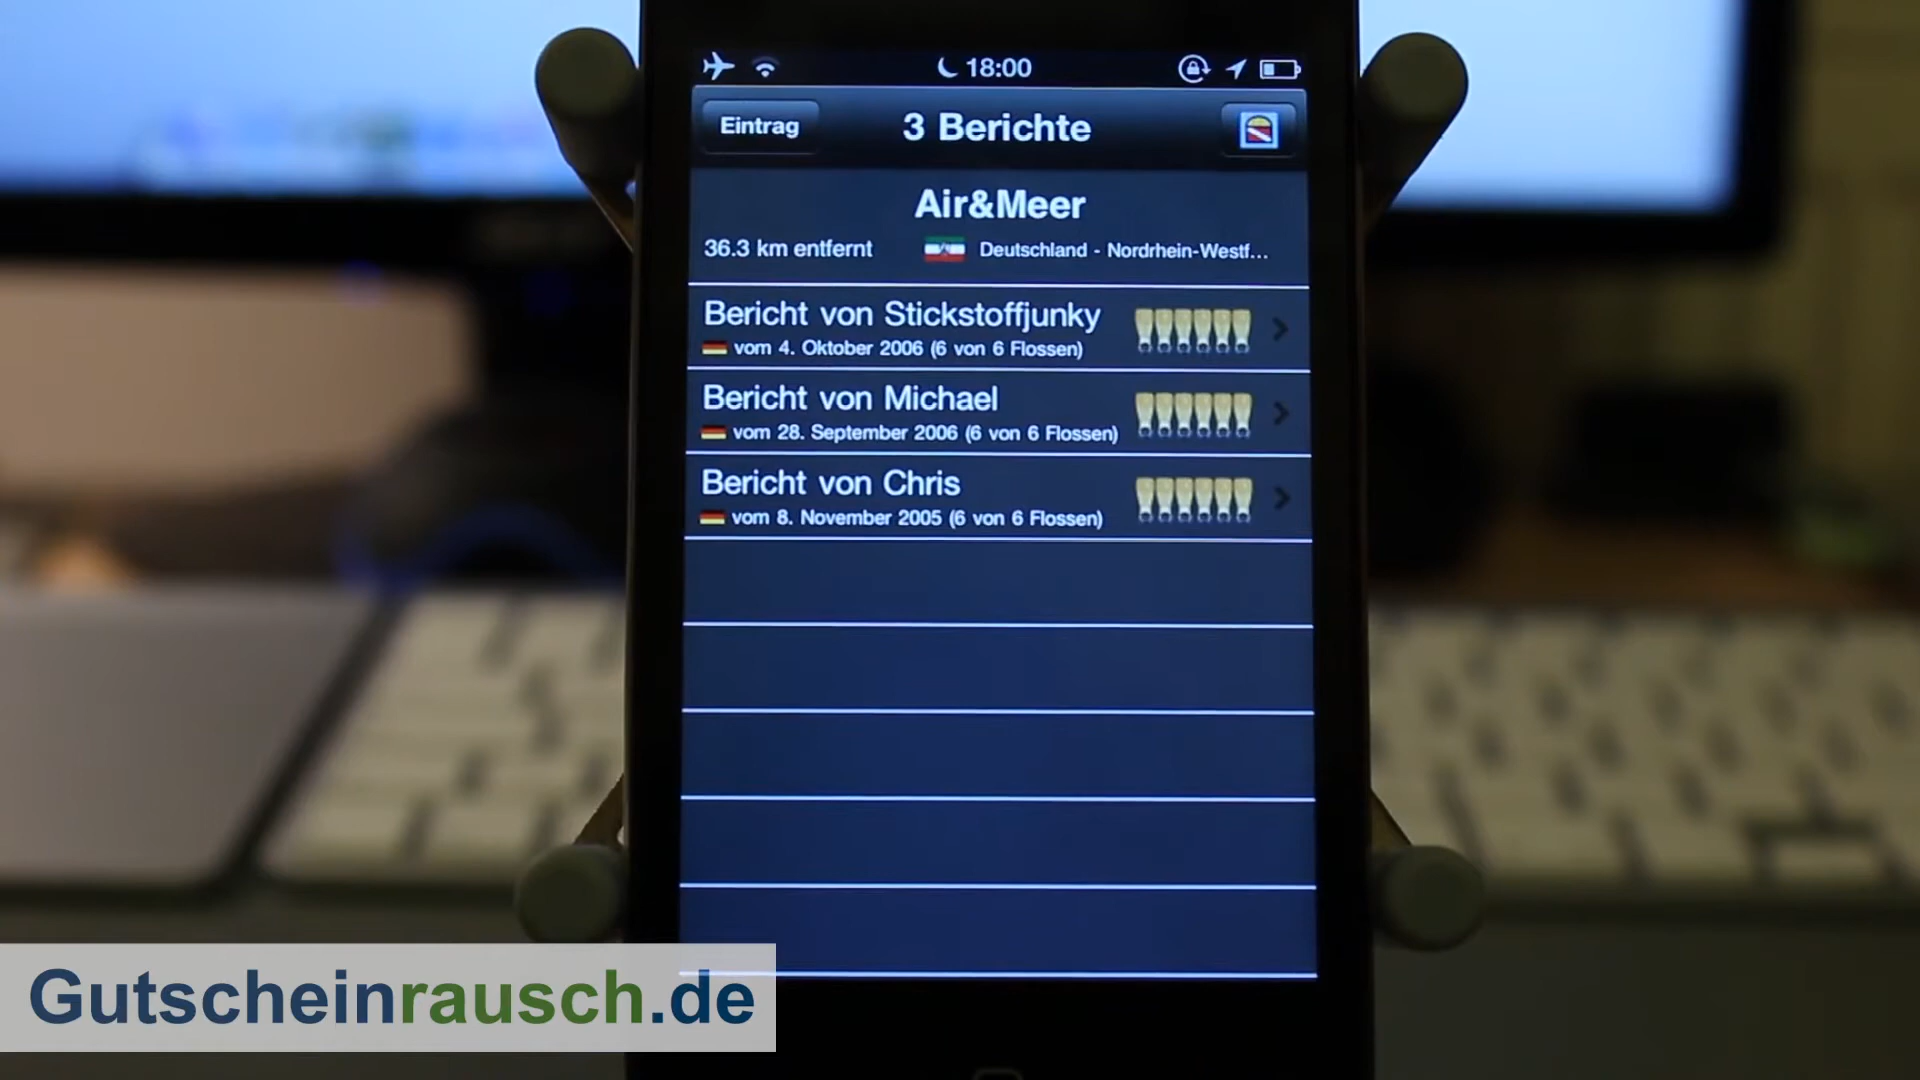 18:00
Eintrag
3 Berichte
Air&Meer
36.3 km entfernt
Deutschland - Nordrhein-Westf...
Bericht von Stickstoffjunky
vom 4. Oktober 2006 (6 von 6 Flossen)
Bericht von Michael
vom 28. September 2006 (6 von 6 Flossen)
Bericht von Chris
vom 8. November 2005 (6 von 6 Flossen)
Gutscheinrausch.de